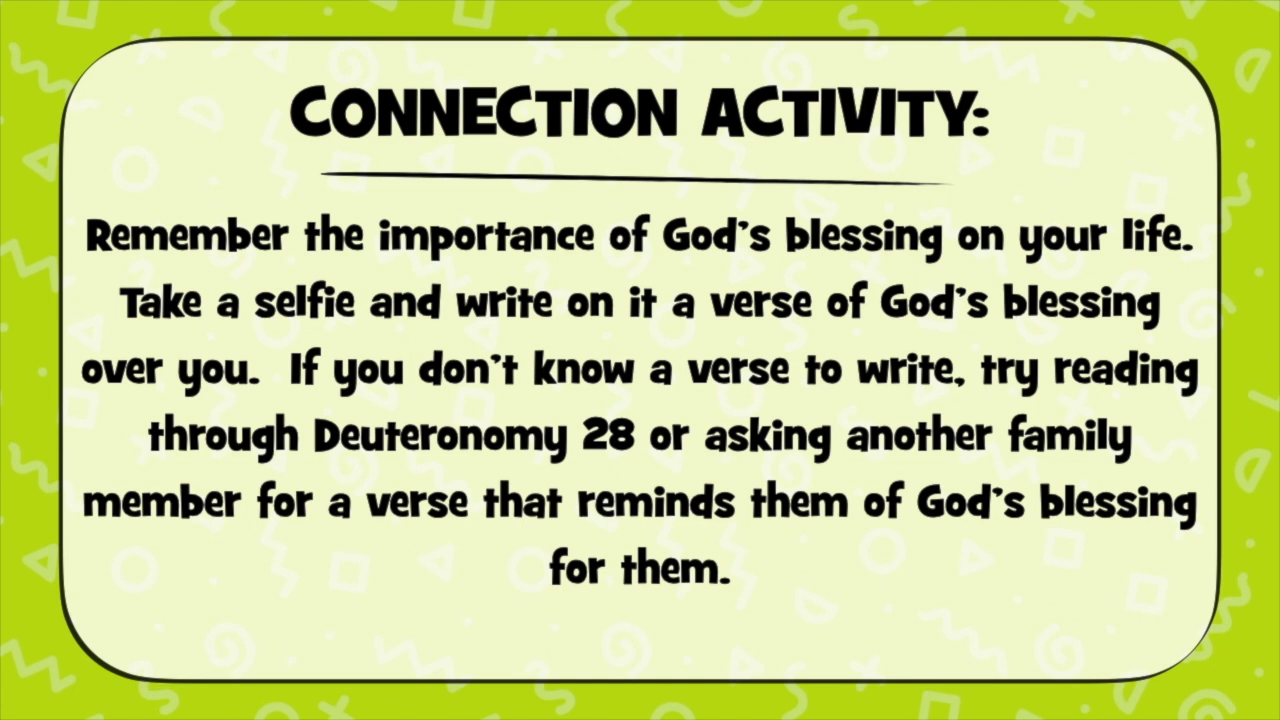 CONNECTION ACTIVITY:
Remember the importance of God's blessing on your life.
Take a selfie and write on it a verse of God's blessing
over you.  If you don't know a verse to write, try reading
through Deuteronomy 28 or asking another family
member for a verse that reminds them of God's blessing
for them.